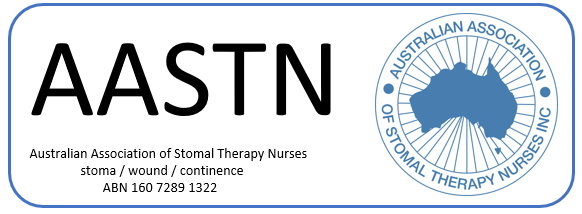 AASTN
Australian Association of Stomal Therapy Nurses
stoma / wound / continence
ABN 160 7289 1322
AUSTRALIAN ASSOCIATION
OF STOMAL THERAPY NURSES INC